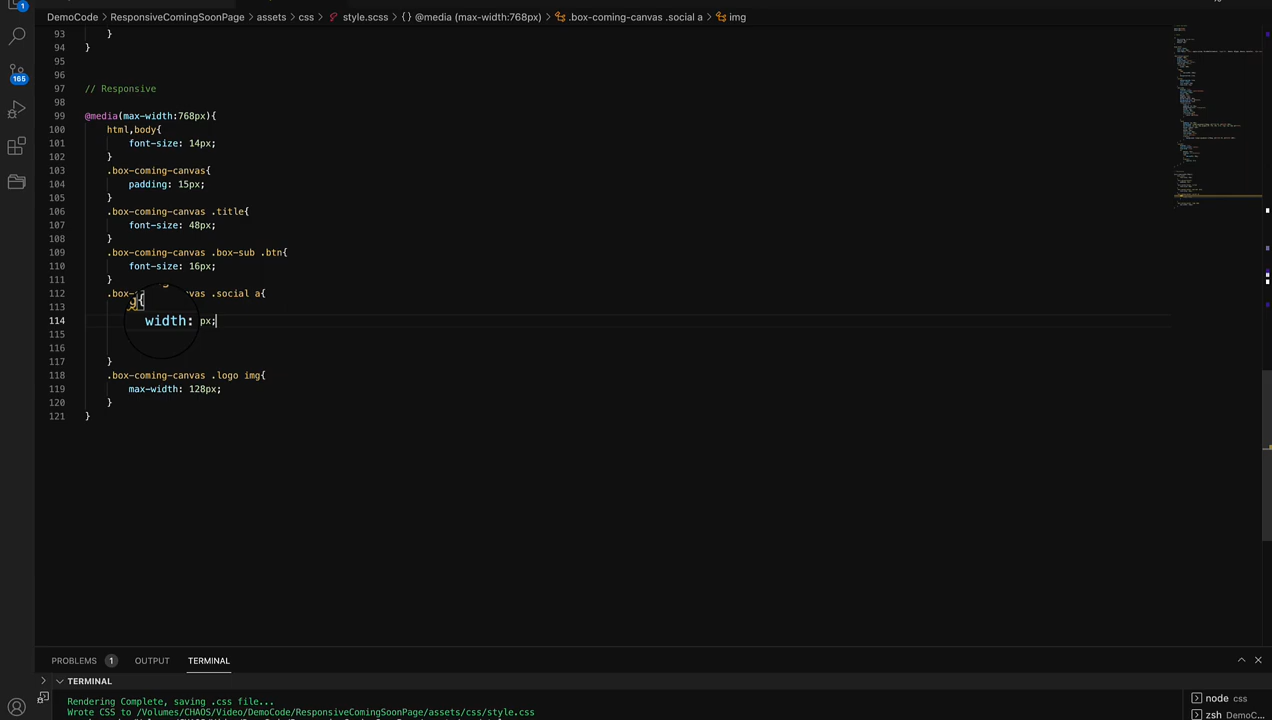 1
DemoCode > ResponsiveComingSoonPage > assets > css > style.scss > {} @media (max-width:768px) > .box-coming-canvas .social a > img
93 }
94 }
95
96
97 // Responsive
98
99 @media(max-width:768px){
100 html,body{
101 font-size: 14px;
102 }
103 .box-coming-canvas{
104 padding: 15px;
105 }
106 .box-coming-canvas .title{
107 font-size: 48px;
108 }
109 .box-coming-canvas .box-sub .btn{
110 font-size: 16px;
111 }
112 .box- vas .social a{
113 g{
114 width: px;
115
116
117 }
118 .box-coming-canvas .logo img{
119 max-width: 128px;
120 }
121 }
165
PROBLEMS 1 OUTPUT TERMINAL
TERMINAL
Rendering Complete, saving .css file...
Wrote CSS to /Volumes/CHAOS/Video/DemoCode/ResponsiveComingSoonPage/assets/css/style.css
node css
zsh DemoC...